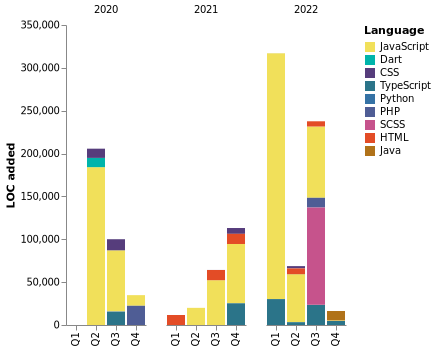 2020 2021 2022
Language
JavaScript
Dart
CSS
TypeScript
Python
PHP
SCSS
HTML
Java
LOC added
350,000
300,000
250,000
200,000
150,000
100,000
50,000
0
Q1 Q2 Q3 Q4 Q1 Q2 Q3 Q4 Q1 Q2 Q3 Q4